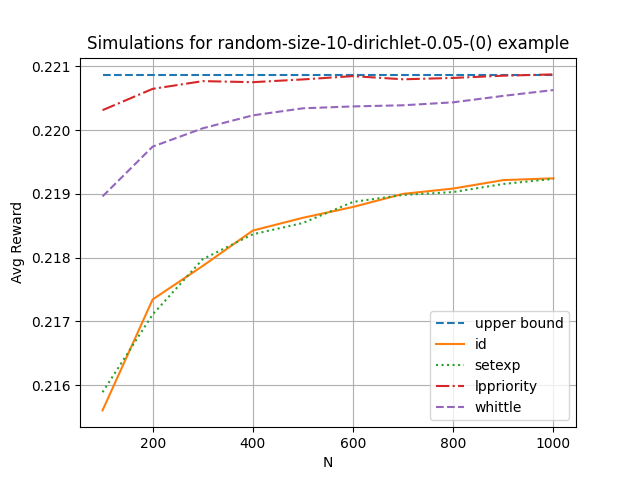 Simulations for random-size-10-dirichlet-0.05-(0) example
0.221
0.220
0.219
0.218
0.217
0.216
Avg Reward
200
400
600
800
1000
N
upper bound
id
setexp
lppriority
whittle